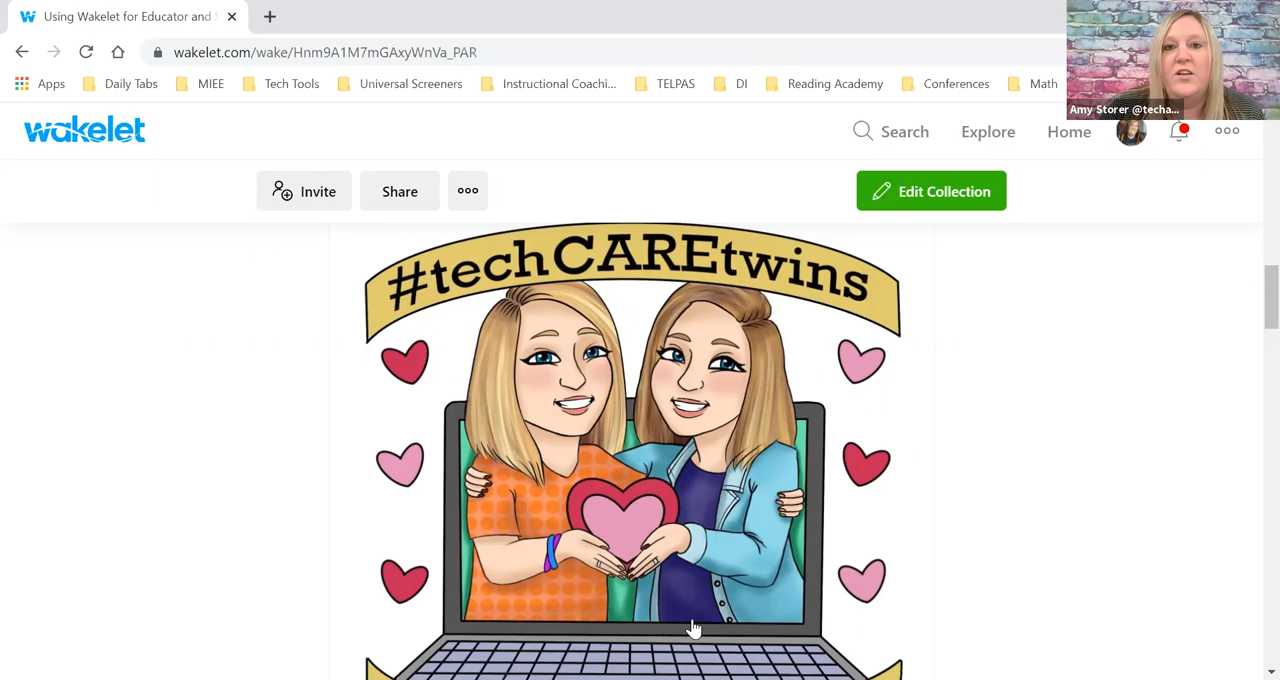 Using Wakelet for Educator and
wakelet.com/wake/Hnm9A1M7mGAxyWnVa_PAR
Apps Daily Tabs MIEE Tech Tools Universal Screeners Instructional Coachi... TELPAS DI Reading Academy Conferences Math
Amy Storer @techa...
wakelet Search Explore Home
Invite Share Edit Collection
#techCAREtwins